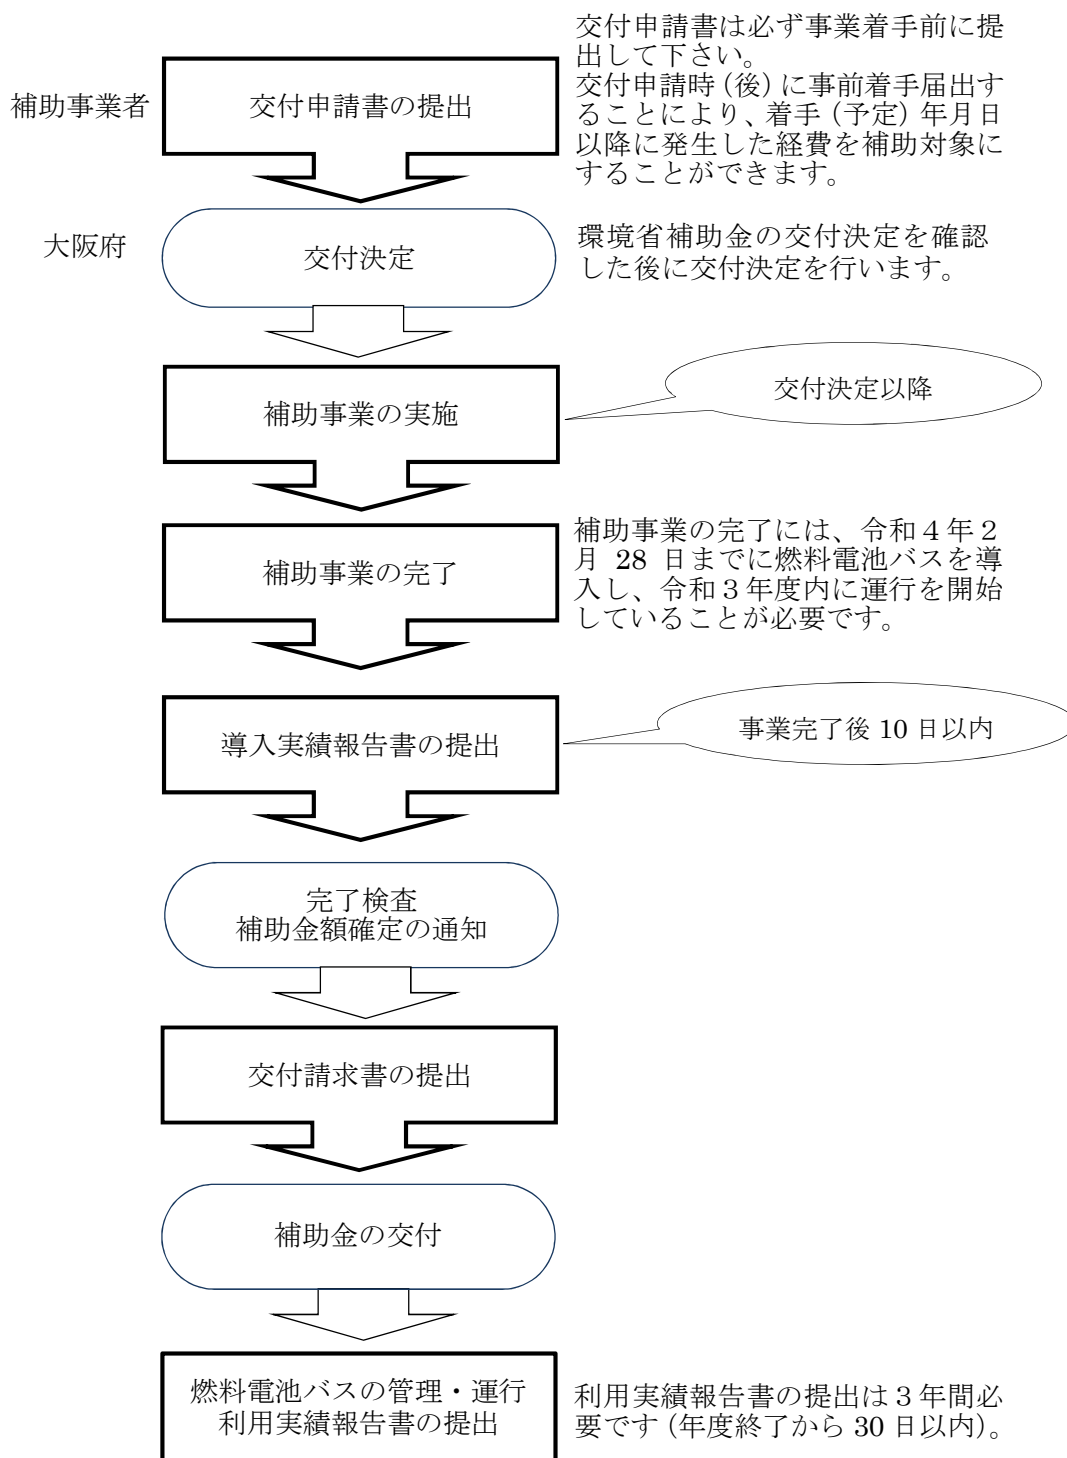 交付申請書は必ず事業着手前に提
出して下さい。
交付申請時（後）に事前着手届出す
ることにより、着手（予定）年月日
以降に発生した経費を補助対象に
することができます。
補助事業者
交付申請書の提出
大阪府
交付決定
環境省補助金の交付決定を確認
した後に交付決定を行います。
補助事業の実施
交付決定以降
補助事業の完了
補助事業の完了には、令和４年２
月 28 日までに燃料電池バスを導
入し、令和３年度内に運行を開始
していることが必要です。
導入実績報告書の提出
事業完了後 10 日以内
完了検査
補助金額確定の通知
交付請求書の提出
補助金の交付
燃料電池バスの管理・運行
利用実績報告書の提出
利用実績報告書の提出は３年間必
要です（年度終了から 30 日以内）。